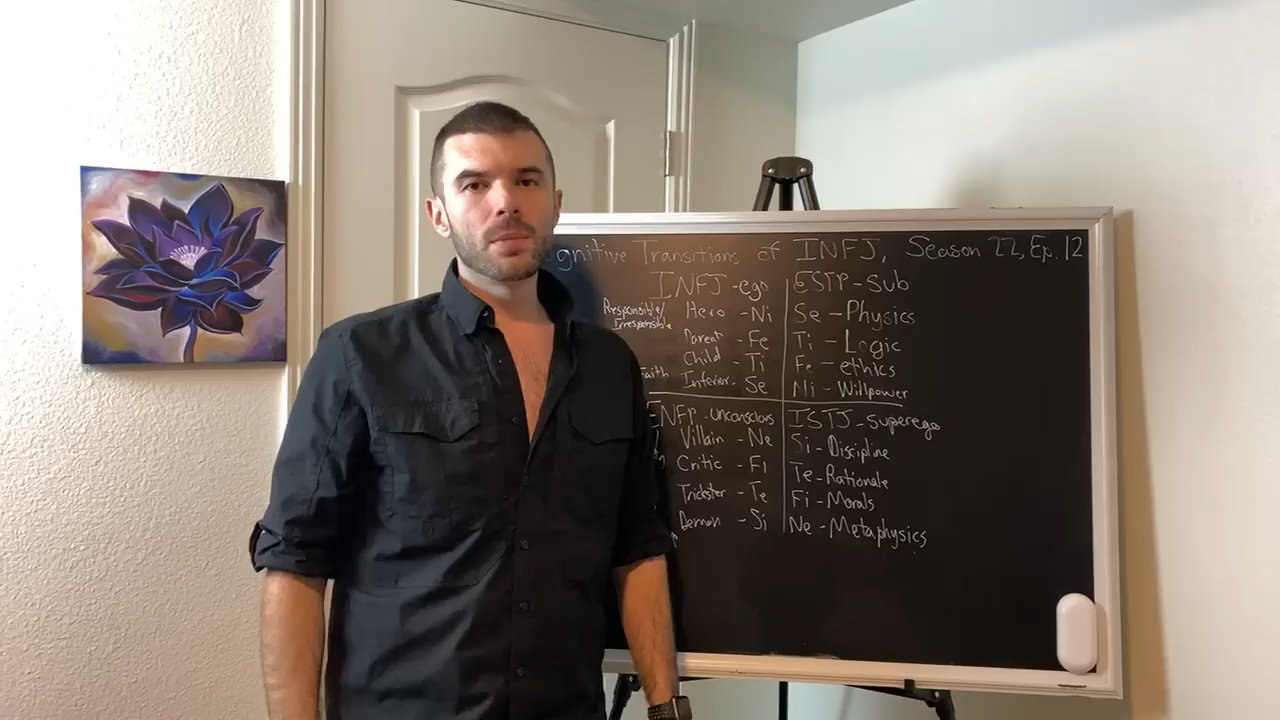 gnitive Transitions of INFJ, Season 22, Ep. 12
INFJ - ego
Responsible/
Irresponsible
Hero - Ni
Parent - Fe
Child - Ti
Faith Inferior - Se
ESTP - Sub
Se - Physics
Ti - Logic
Fe - ethics
Ni - Willpower
ENFP - Unconscious
Villain - Ne
Critic - Fi
Trickster - Te
Demon - Si
ISTJ - Superego
Si - Discipline
Te - Rationale
Fi - Morals
Ne - Metaphysics